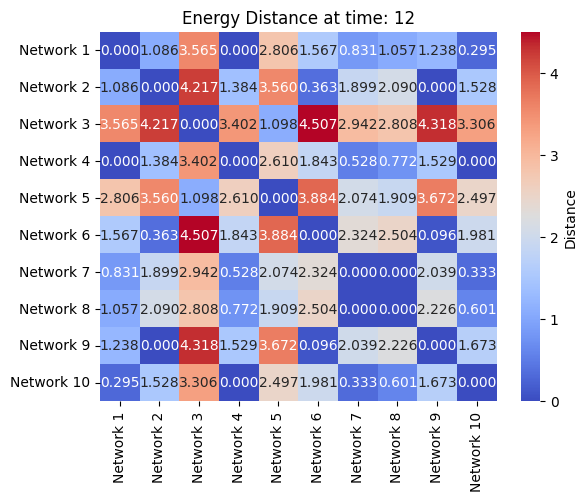 Energy Distance at time: 12
Network 1 0.000 1.086 3.565 0.000 2.806 1.567 0.831 1.057 1.238 0.295
Network 2 1.086 0.000 4.217 1.384 3.560 0.363 1.899 2.090 0.000 1.528
Network 3 3.565 4.217 0.000 3.402 1.098 4.507 2.942 2.808 4.318 3.306
Network 4 0.000 1.384 3.402 0.000 2.610 1.843 0.528 0.772 1.529 0.000
Network 5 2.806 3.560 1.098 2.610 0.000 3.884 2.074 1.909 3.672 2.497
Network 6 1.567 0.363 4.507 1.843 3.884 0.000 2.324 2.504 0.096 1.981
Network 7 0.831 1.899 2.942 0.528 2.074 2.324 0.000 0.000 2.039 0.333
Network 8 1.057 2.090 2.808 0.772 1.909 2.504 0.000 0.000 2.226 0.601
Network 9 1.238 0.000 4.318 1.529 3.672 0.096 2.039 2.226 0.000 1.673
Network 10 0.295 1.528 3.306 0.000 2.497 1.981 0.333 0.601 1.673 0.000
Network 1
Network 2
Network 3
Network 4
Network 5
Network 6
Network 7
Network 8
Network 9
Network 10
4
3
2
1
0
Distance